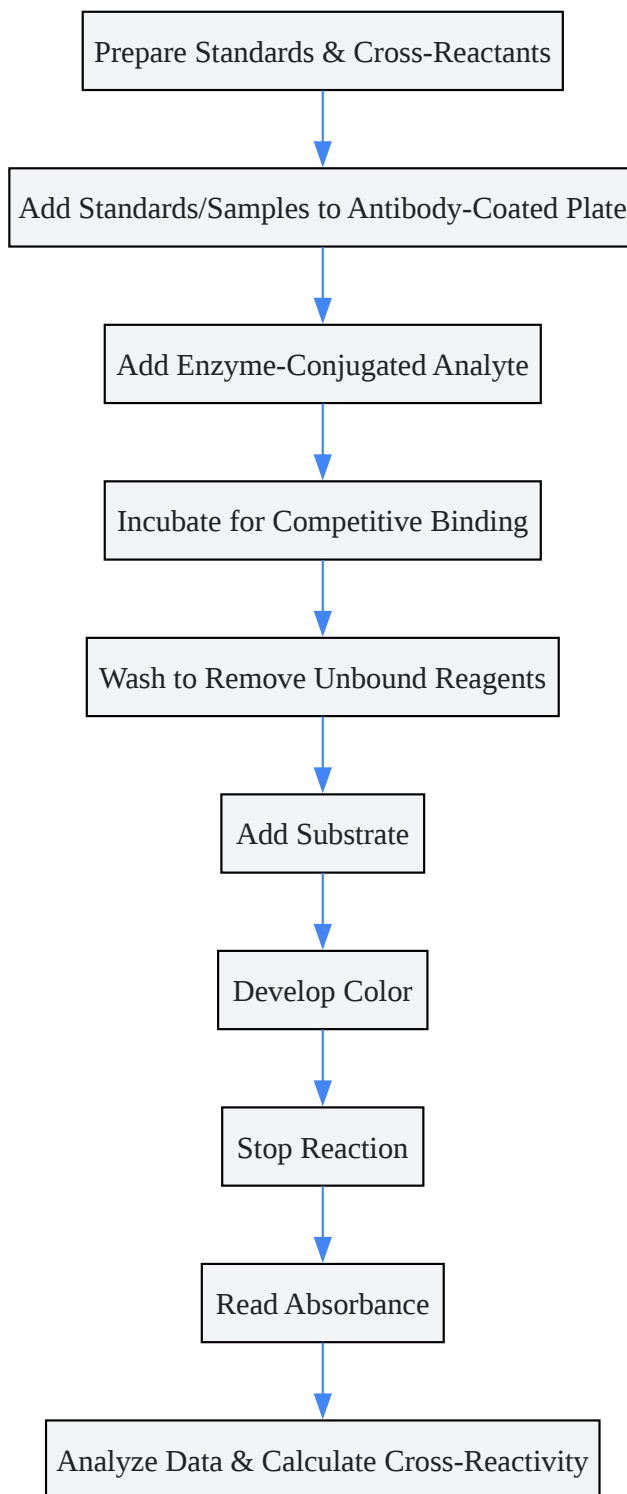 Prepare Standards & Cross-Reactants
Add Standards/Samples to Antibody-Coated Plate
Add Enzyme-Conjugated Analyte
Incubate for Competitive Binding
Wash to Remove Unbound Reagents
Add Substrate
Develop Color
Stop Reaction
Read Absorbance
Analyze Data & Calculate Cross-Reactivity